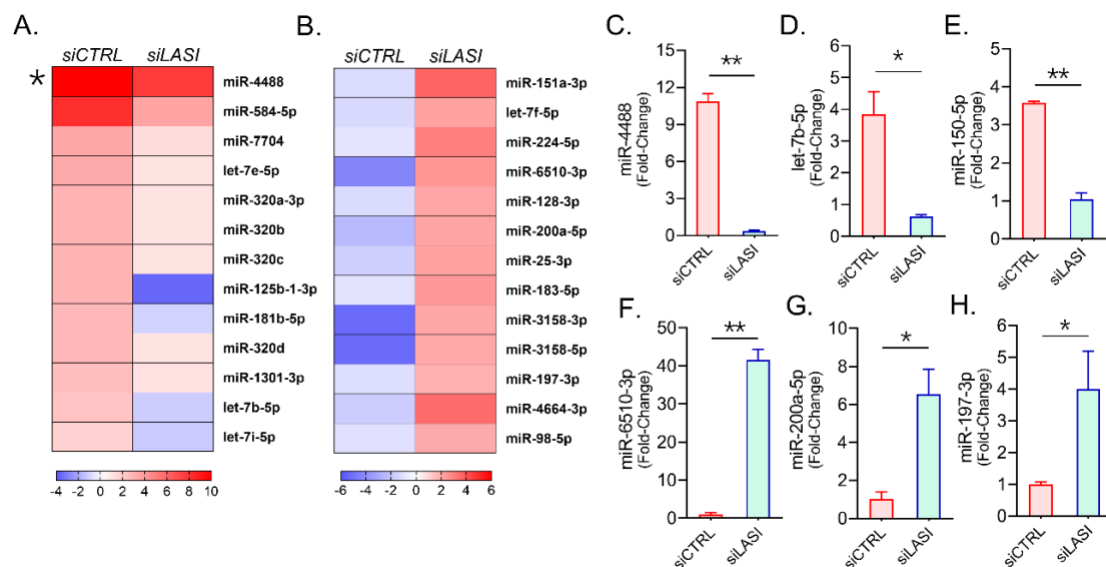 A.
siCTRL siLASI
*
miR-4488
miR-584-5p
miR-7704
let-7e-5p
miR-320a-3p
miR-320b
miR-320c
miR-125b-1-3p
miR-181b-5p
miR-320d
miR-1301-3p
let-7b-5p
let-7i-5p
-4 -2 0 2 4 6 8 10
B.
siCTRL siLASI
miR-151a-3p
let-7f-5p
miR-224-5p
miR-6510-3p
miR-128-3p
miR-200a-5p
miR-25-3p
miR-183-5p
miR-3158-3p
miR-3158-5p
miR-197-3p
miR-4664-3p
miR-98-5p
-6 -4 -2 0 2 4 6
C.
miR-4488
(Fold-Change)
15
12
9
6
3
0
**
siCTRL siLASI
D.
let-7b-5p
(Fold-Change)
6
5
4
3
2
1
0
*
siCTRL siLASI
E.
miR-150-5p
(Fold-Change)
5
4
3
2
1
0
**
siCTRL siLASI
F.
miR-6510-3p
(Fold-Change)
50
40
30
20
10
0
**
siCTRL siLASI
G.
miR-200a-5p
(Fold-Change)
10
8
6
4
2
0
*
siCTRL siLASI
H.
miR-197-3p
(Fold-Change)
6
5
4
3
2
1
0
*
siCTRL siLASI